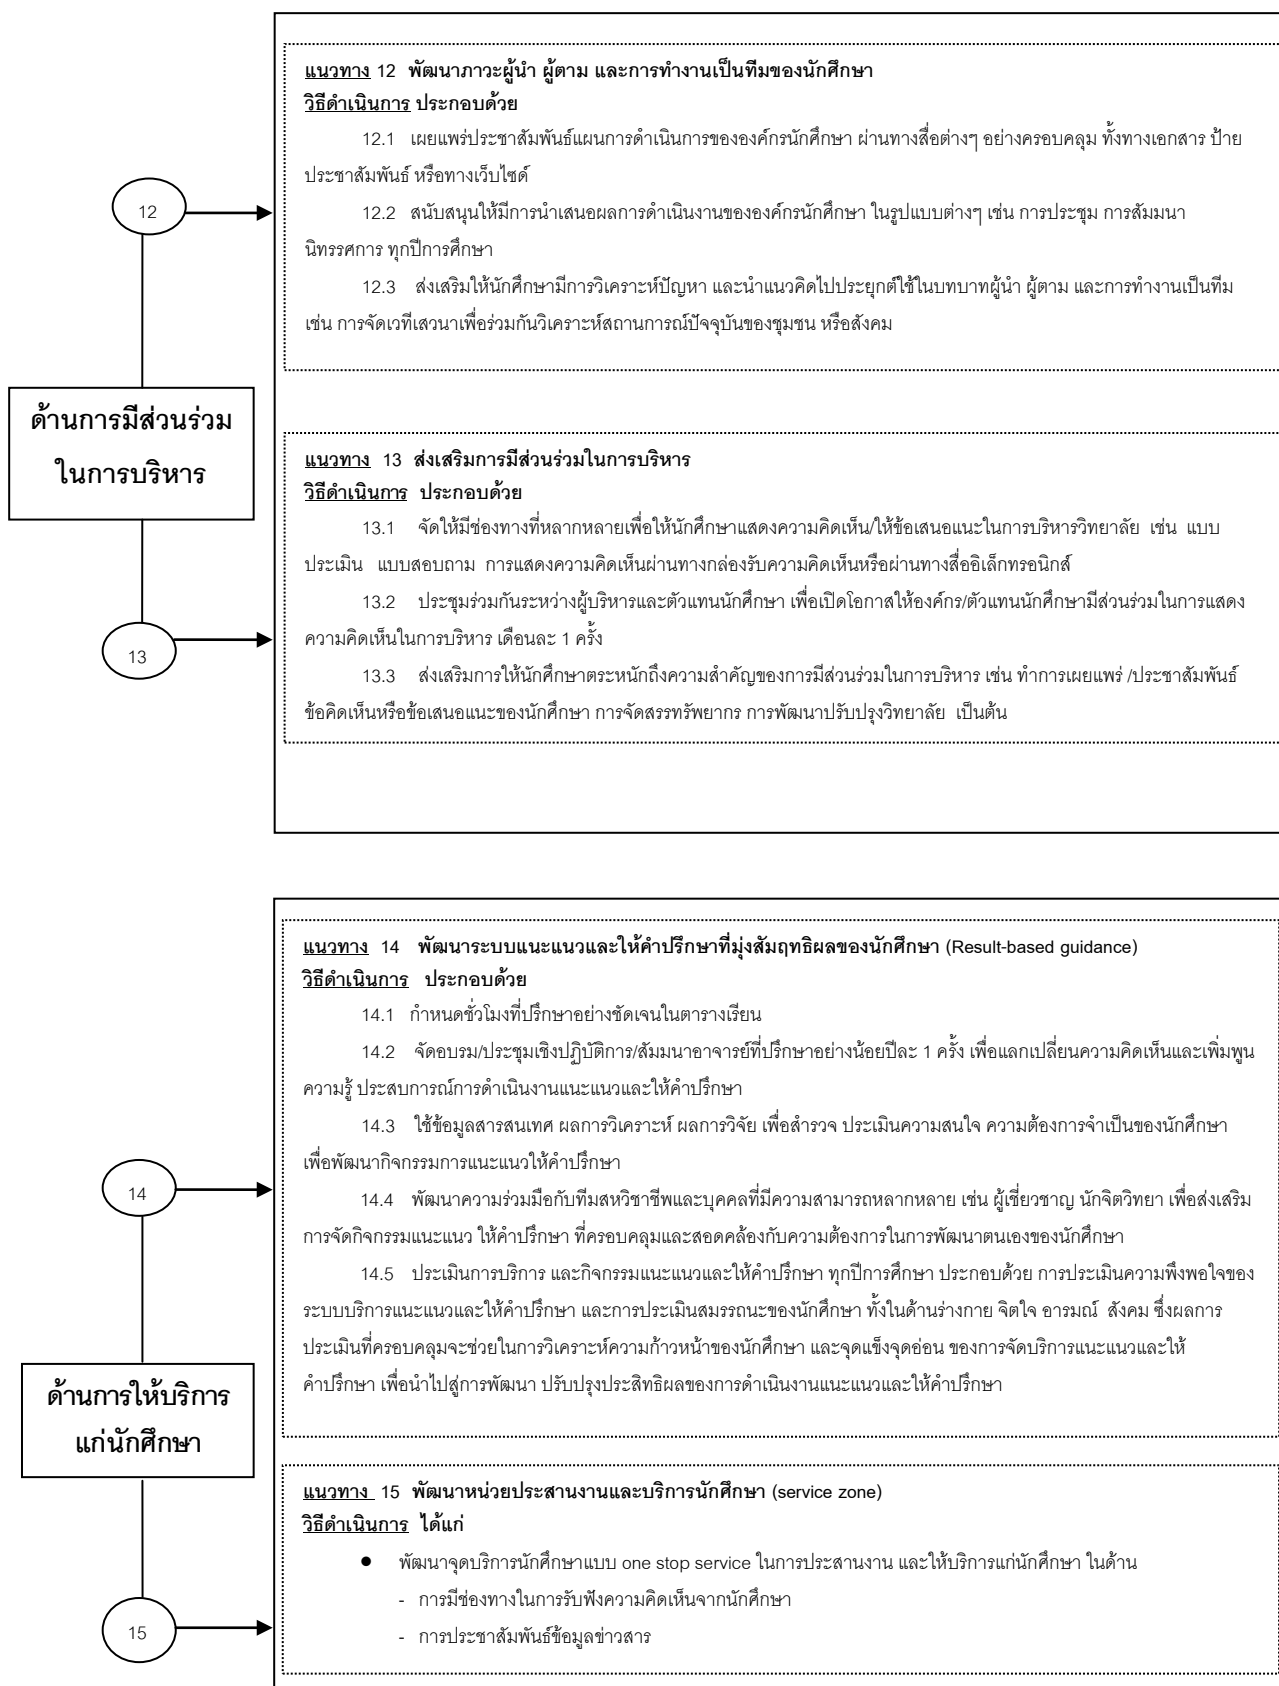 แนวทาง 12 พัฒนาภาวะผู้นำ ผู้ตาม และการทำงานเป็นทีมของนักศึกษา
วิธีดำเนินการ ประกอบด้วย
12.1 เผยแพร่ประชาสัมพันธ์แผนการดำเนินการขององค์กรนักศึกษา ผ่านทางสื่อต่างๆ อย่างครอบคลุม ทั้งทางเอกสาร ป้าย
ประชาสัมพันธ์ หรือทางเว็บไซด์
12
12.2 สนับสนุนให้มีการนำเสนอผลการดำเนินงานขององค์กรนักศึกษา ในรูปแบบต่างๆ เช่น การประชุม การสัมมนา
นิทรรศการ ทุกปีการศึกษา
12.3 ส่งเสริมให้นักศึกษามีการวิเคราะห์ปัญหา และนำแนวคิดไปประยุกต์ใช้ในบทบาทผู้นำ ผู้ตาม และการทำงานเป็นทีม
เช่น การจัดเวทีเสวนาเพื่อร่วมกันวิเคราะห์สถานการณ์ปัจจุบันของชุมชน หรือสังคม
ด้านการมีส่วนร่วม
ในการบริหาร
แนวทาง 13 ส่งเสริมการมีส่วนร่วมในการบริหาร
วิธีดำเนินการ ประกอบด้วย
13.1 จัดให้มีช่องทางที่หลากหลายเพื่อให้นักศึกษาแสดงความคิดเห็น/ให้ข้อเสนอแนะในการบริหารวิทยาลัย เช่น แบบ
ประเมิน แบบสอบถาม การแสดงความคิดเห็นผ่านทางกล่องรับความคิดเห็นหรือผ่านทางสื่ออิเล็กทรอนิกส์
13.2 ประชุมร่วมกันระหว่างผู้บริหารและตัวแทนนักศึกษา เพื่อเปิดโอกาสให้องค์กร/ตัวแทนนักศึกษามีส่วนร่วมในการแสดง
ความคิดเห็นในการบริหาร เดือนละ 1 ครั้ง
13
13.3 ส่งเสริมการให้นักศึกษาตระหนักถึงความสำคัญของการมีส่วนร่วมในการบริหาร เช่น ทำการเผยแพร่ /ประชาสัมพันธ์
ข้อคิดเห็นหรือข้อเสนอแนะของนักศึกษา การจัดสรรทรัพยากร การพัฒนาปรับปรุงวิทยาลัย เป็นต้น
แนวทาง 14 พัฒนาระบบแนะแนวและให้คำปรึกษาที่มุ่งสัมฤทธิผลของนักศึกษา (Result-based guidance)
วิธีดำเนินการ ประกอบด้วย
14.1 กำหนดชั่วโมงที่ปรึกษาอย่างชัดเจนในตารางเรียน
14.2 จัดอบรม/ประชุมเชิงปฏิบัติการ/สัมมนาอาจารย์ที่ปรึกษาอย่างน้อยปีละ 1 ครั้ง เพื่อแลกเปลี่ยนความคิดเห็นและเพิ่มพูน
ความรู้ ประสบการณ์การดำเนินงานแนะแนวและให้คำปรึกษา
14.3 ใช้ข้อมูลสารสนเทศ ผลการวิเคราะห์ ผลการวิจัย เพื่อสำรวจ ประเมินความสนใจ ความต้องการจำเป็นของนักศึกษา
เพื่อพัฒนากิจกรรมการแนะแนวให้คำปรึกษา
14
14.4 พัฒนาความร่วมมือกับทีมสหวิชาชีพและบุคคลที่มีความสามารถหลากหลาย เช่น ผู้เชี่ยวชาญ นักจิตวิทยา เพื่อส่งเสริม
การจัดกิจกรรมแนะแนว ให้คำปรึกษา ที่ครอบคลุมและสอดคล้องกับความต้องการในการพัฒนาตนเองของนักศึกษา
14.5 ประเมินการบริการ และกิจกรรมแนะแนวและให้คำปรึกษา ทุกปีการศึกษา ประกอบด้วย การประเมินความพึงพอใจของ
ระบบบริการแนะแนวและให้คำปรึกษา และการประเมินสมรรถนะของนักศึกษา ทั้งในด้านร่างกาย จิตใจ อารมณ์ สังคม ซึ่งผลการ
ประเมินที่ครอบคลุมจะช่วยในการวิเคราะห์ความก้าวหน้าของนักศึกษา และจุดแข็งจุดอ่อน ของการจัดบริการแนะแนวและให้
คำปรึกษา เพื่อนำไปสู่การพัฒนา ปรับปรุงประสิทธิผลของการดำเนินงานแนะแนวและให้คำปรึกษา
ด้านการให้บริการ
แก่นักศึกษา
แนวทาง 15 พัฒนาหน่วยประสานงานและบริการนักศึกษา (service zone)
วิธีดำเนินการ ได้แก่
● พัฒนาจุดบริการนักศึกษาแบบ one stop service ในการประสานงาน และให้บริการแก่นักศึกษา ในด้าน
- การมีช่องทางในการรับฟังความคิดเห็นจากนักศึกษา
15
- การประชาสัมพันธ์ข้อมูลข่าวสาร